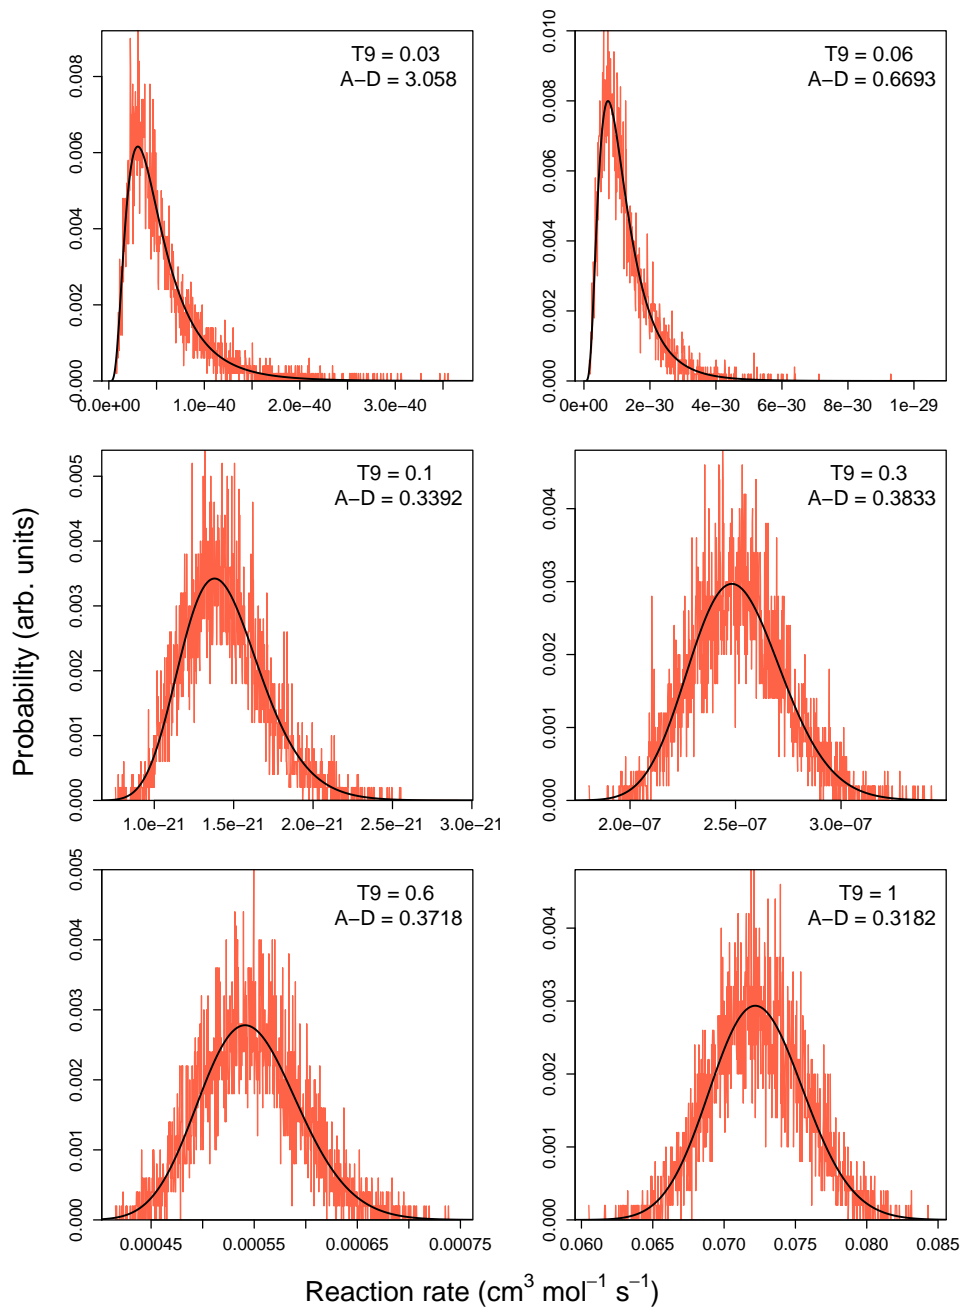 T9 = 0.03
A−D = 3.058
0.000
0.002
0.004
0.006
0.008
0.0e+00
1.0e−40
2.0e−40
3.0e−40
T9 = 0.06
A−D = 0.6693
0.000
0.002
0.004
0.006
0.008
0.010
0e+00
2e−30
4e−30
6e−30
8e−30
1e−29
T9 = 0.1
A−D = 0.3392
0.000
0.001
0.002
0.003
0.004
0.005
1.0e−21
1.5e−21
2.0e−21
2.5e−21
3.0e−21
T9 = 0.3
A−D = 0.3833
0.000
0.001
0.002
0.003
0.004
2.0e−07
2.5e−07
3.0e−07
T9 = 0.6
A−D = 0.3718
0.000
0.001
0.002
0.003
0.004
0.005
0.00045
0.00055
0.00065
0.00075
T9 = 1
A−D = 0.3182
0.000
0.001
0.002
0.003
0.004
0.060
0.065
0.070
0.075
0.080
0.085
Probability (arb. units)
Reaction rate (cm³ mol⁻¹ s⁻¹)